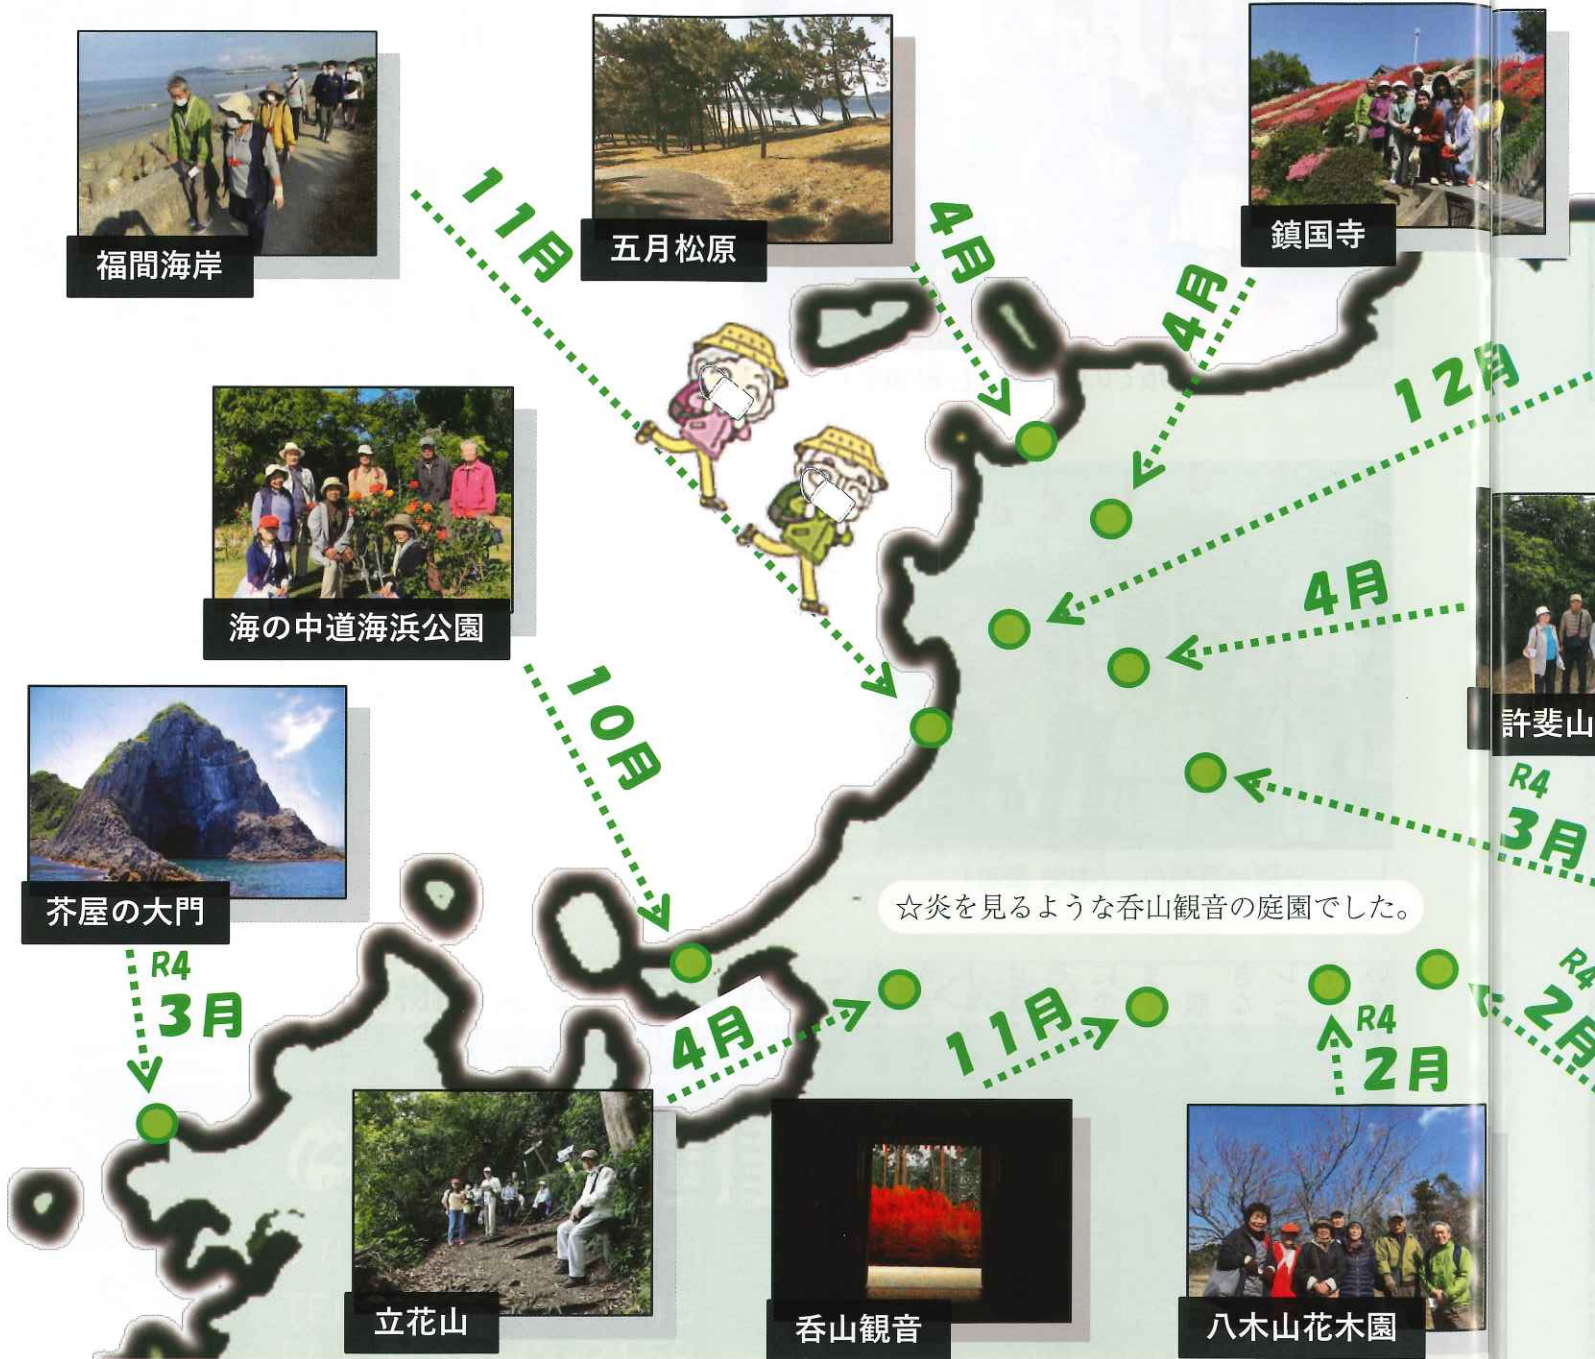 福間海岸
11月
五月松原
4月
鎮国寺
4月
12月
海の中道海浜公園
10月
4月
許斐山
R4
3月
芥屋の大門
R4
3月
☆炎を見るような呑山観音の庭園でした。
立花山
4月
呑山観音
11月
八木山花木園
R4
2月
R4
2月